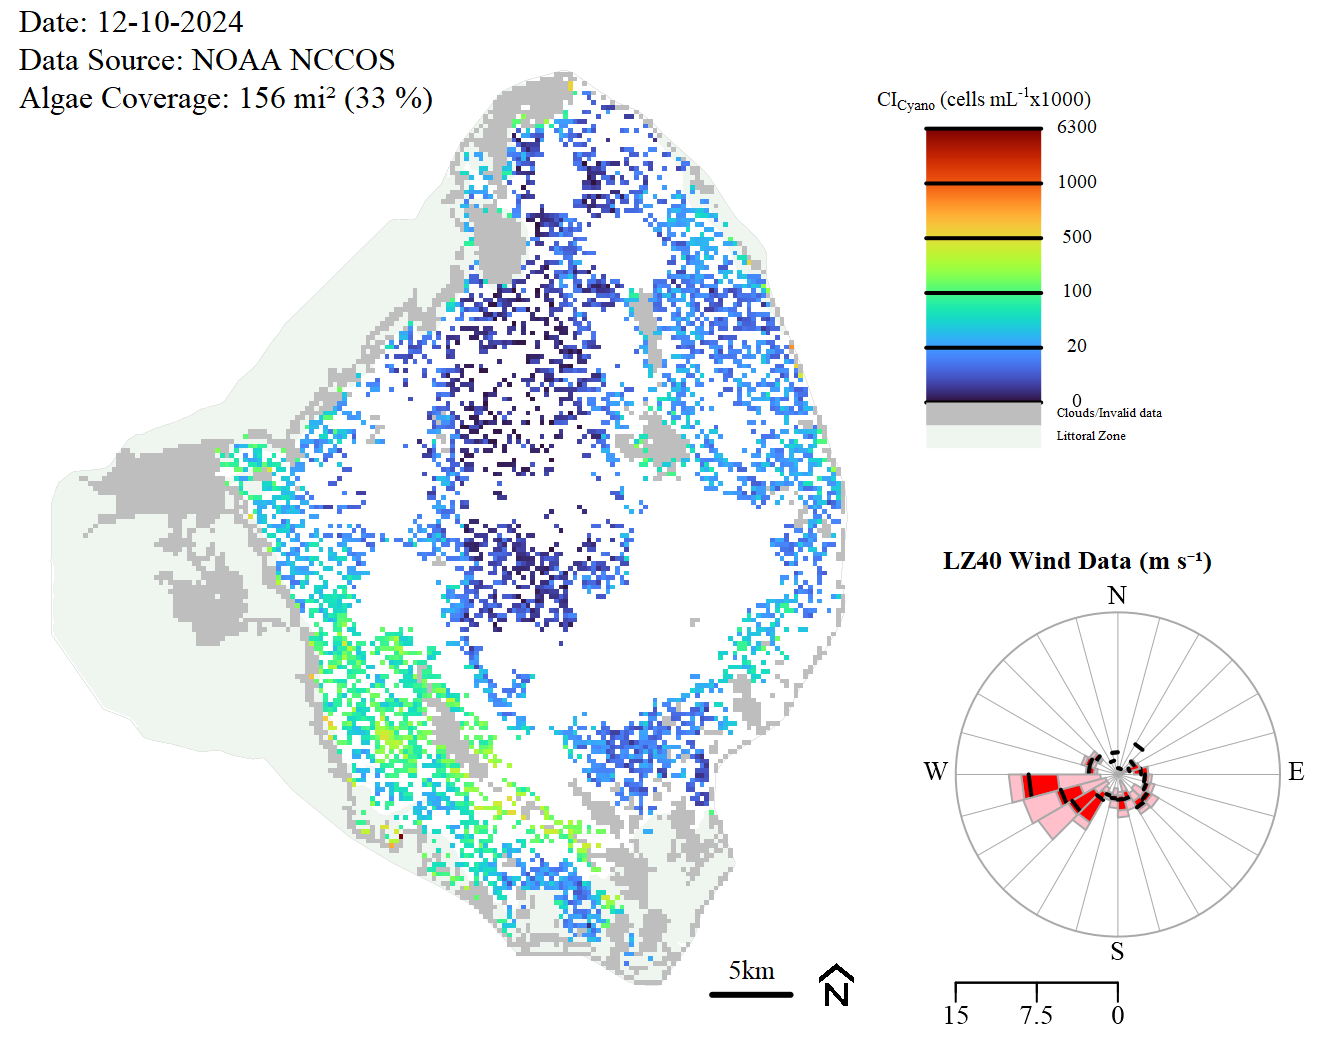 Date: 12-10-2024
Data Source: NOAA NCCOS
Algae Coverage: 156 mi² (33 %)
CI_Cyano (cells mL⁻¹x1000)
6300
1000
500
100
20
0
Clouds/Invalid data
Littoral Zone
LZ40 Wind Data (m s⁻¹)
N
W
E
S
5km
N
15 7.5 0